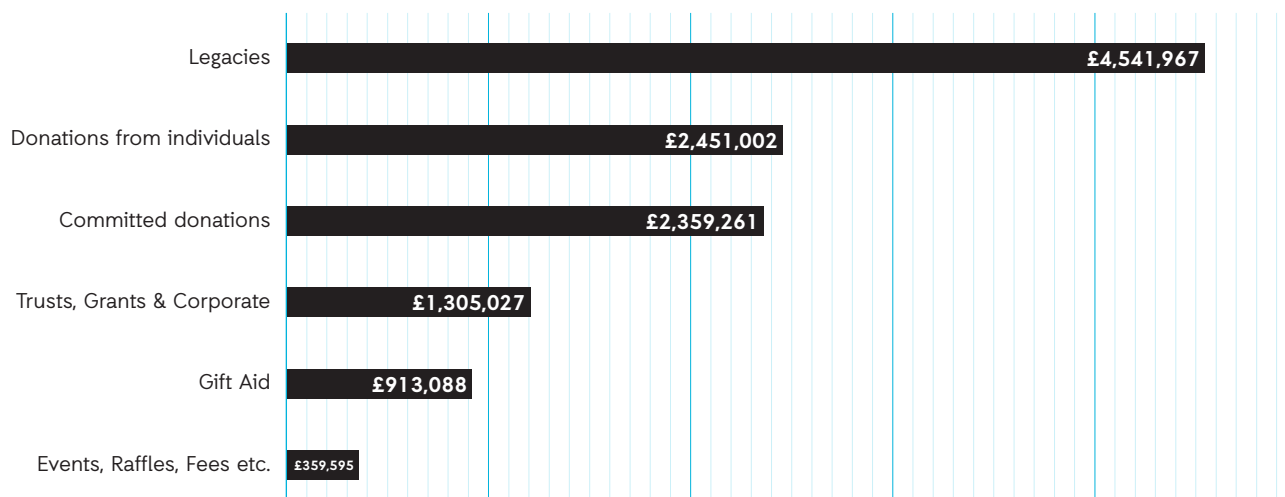 Legacies £4,541,967
Donations from individuals £2,451,002
Committed donations £2,359,261
Trusts, Grants & Corporate £1,305,027
Gift Aid £913,088
Events, Raffles, Fees etc. £359,595